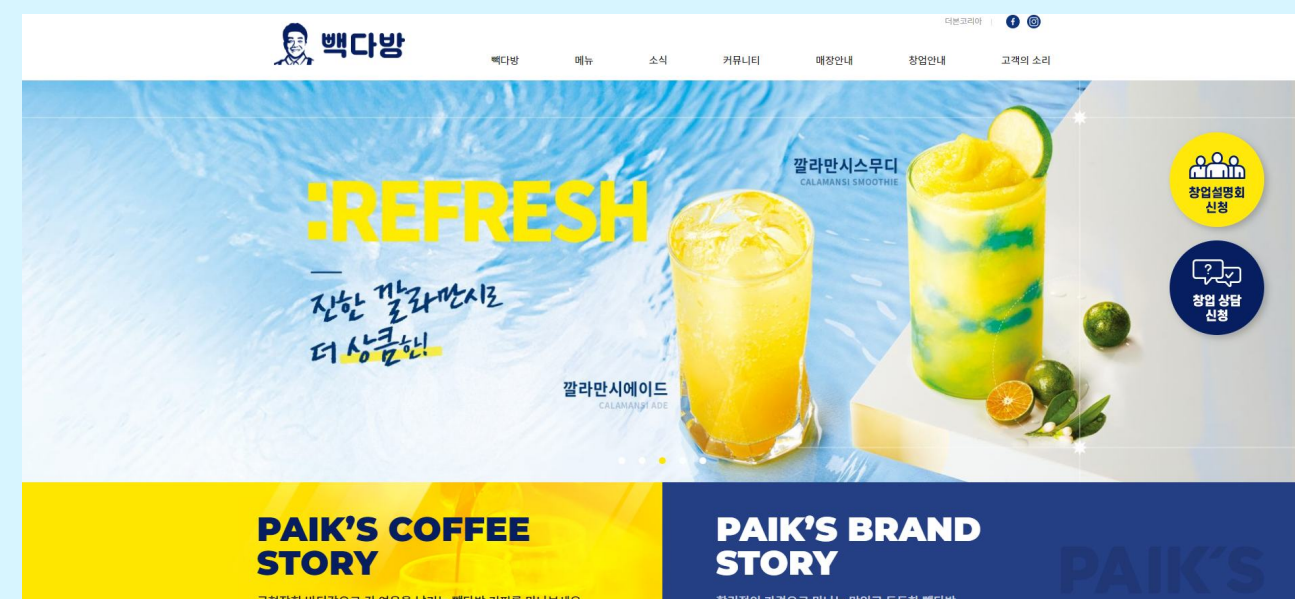 더본코리아
빽다방
빽다방 메뉴 소식 커뮤니티 매장안내 창업안내 고객의 소리
깔라만시스무디
CALAMANSI SMOOTHIE
:REFRESH
진한 깔라만시로
더 상큼한!
깔라만시에이드
CALAMANSI ADE
창업설명회
신청
창업 상담
신청
PAIK'S COFFEE
STORY
PAIK'S BRAND
STORY
PAIK'S